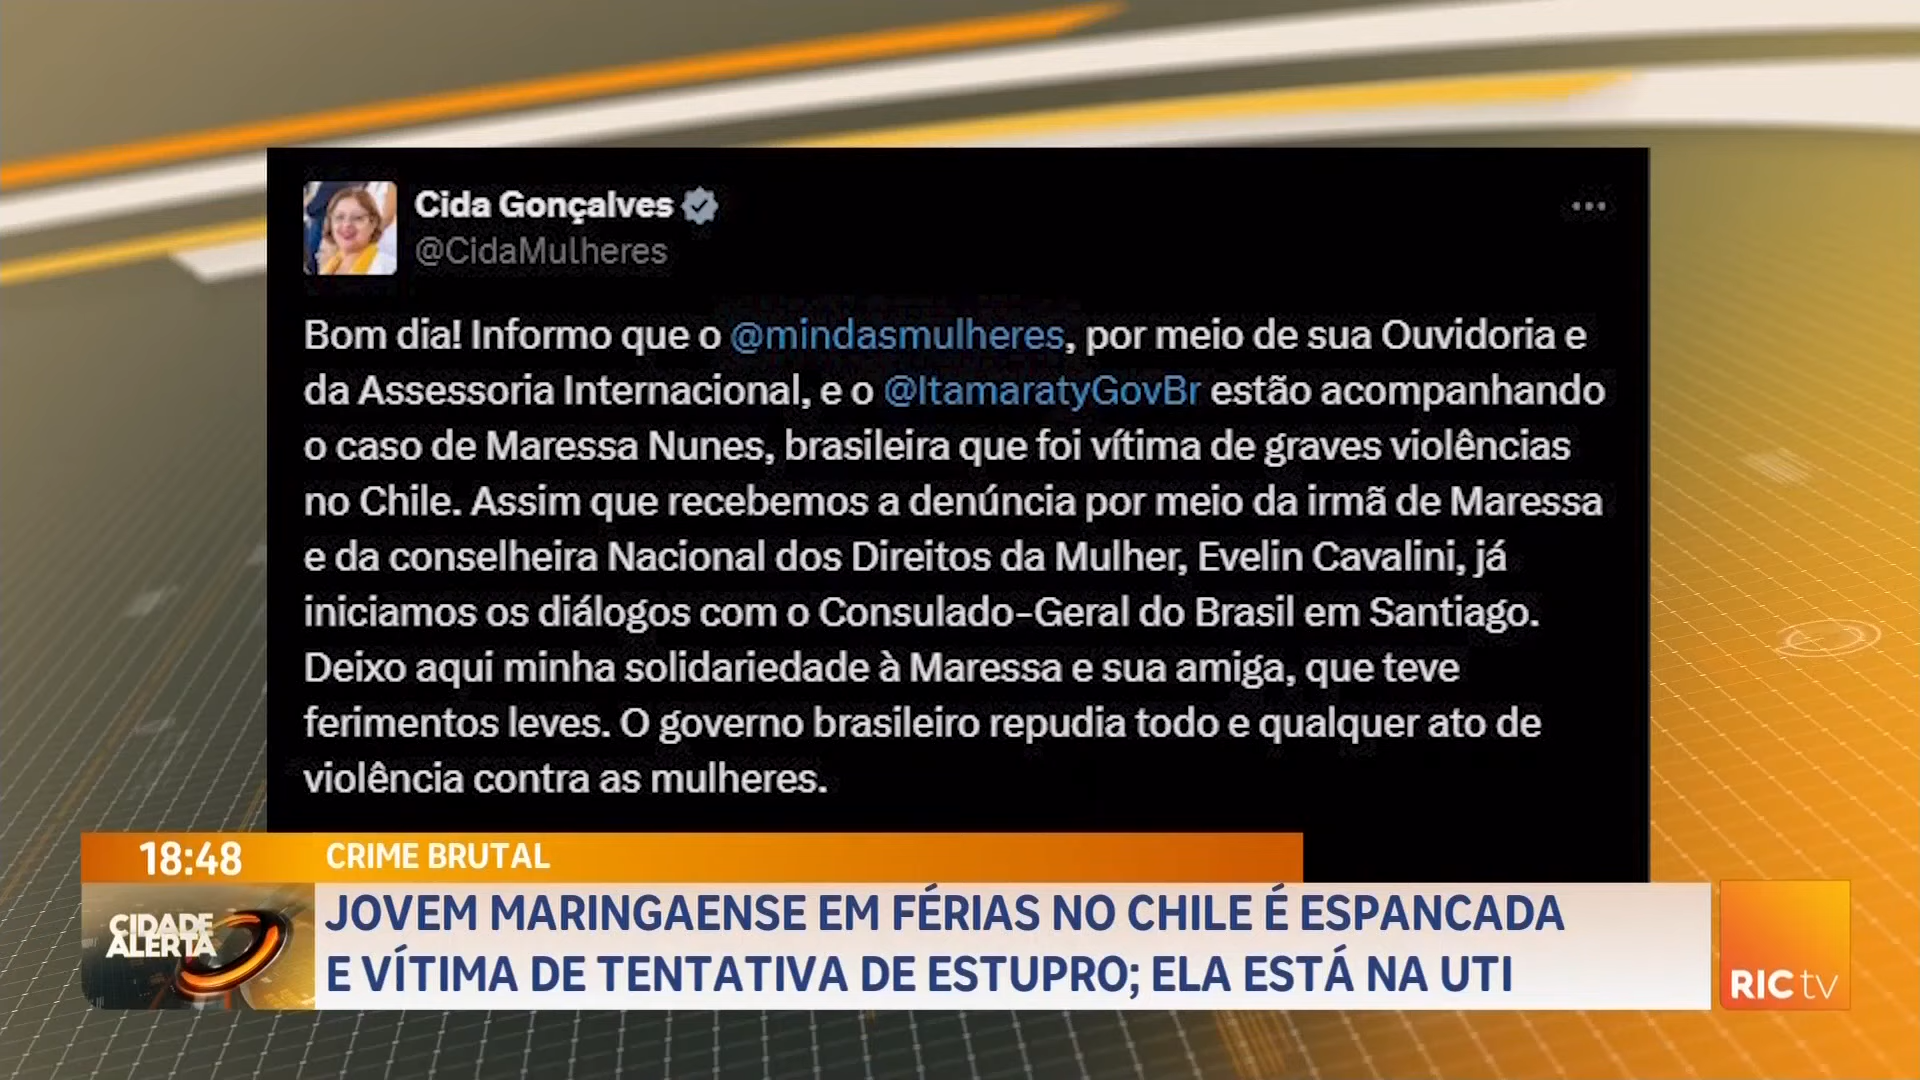 Cida Gonçalves
@CidaMulheres
Bom dia! Informo que o @mindasmulheres, por meio de sua Ouvidoria e
da Assessoria Internacional, e o @ItamaratyGovBr estão acompanhando
o caso de Maressa Nunes, brasileira que foi vítima de graves violências
no Chile. Assim que recebemos a denúncia por meio da irmã de Maressa
e da conselheira Nacional dos Direitos da Mulher, Evelin Cavalini, já
iniciamos os diálogos com o Consulado-Geral do Brasil em Santiago.
Deixo aqui minha solidariedade à Maressa e sua amiga, que teve
ferimentos leves. O governo brasileiro repudia todo e qualquer ato de
violência contra as mulheres.
18:48
CRIME BRUTAL
CIDADE
ALERTA
JOVEM MARINGAENSE EM FÉRIAS NO CHILE É ESPANCADA
E VÍTIMA DE TENTATIVA DE ESTUPRO; ELA ESTÁ NA UTI
RIC tv